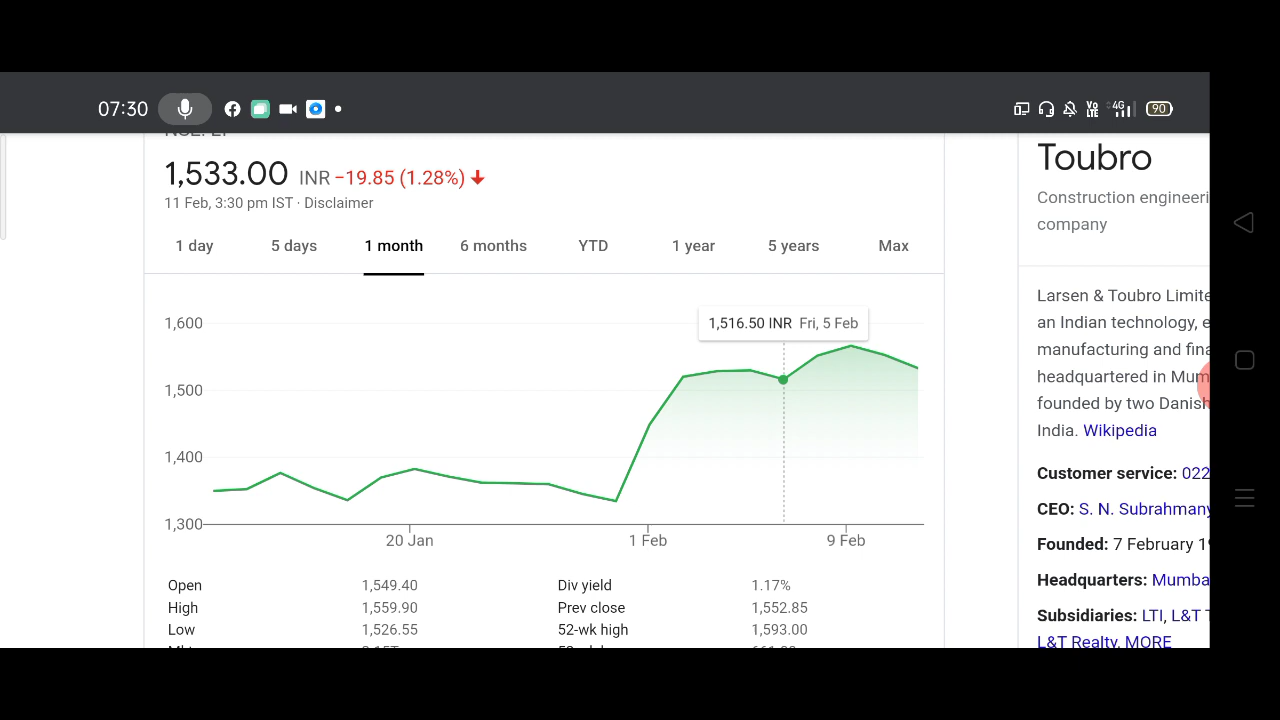 07:30
VO LTE 4G 90
1,533.00 INR −19.85 (1.28%)
11 Feb, 3:30 pm IST · Disclaimer
1 day 5 days 1 month 6 months YTD 1 year 5 years Max
1,516.50 INR Fri, 5 Feb
1,600
1,500
1,400
1,300
20 Jan 1 Feb 9 Feb
Open 1,549.40 Div yield 1.17%
High 1,559.90 Prev close 1,552.85
Low 1,526.55 52-wk high 1,593.00
Toubro
Construction engineeri
company
Larsen & Toubro Limite
an Indian technology, e
manufacturing and fina
headquartered in Mum
founded by two Danish
India. Wikipedia
Customer service: 022
CEO: S. N. Subrahmany
Founded: 7 February 19
Headquarters: Mumba
Subsidiaries: LTI, L&T T
L&T Realty, MORE